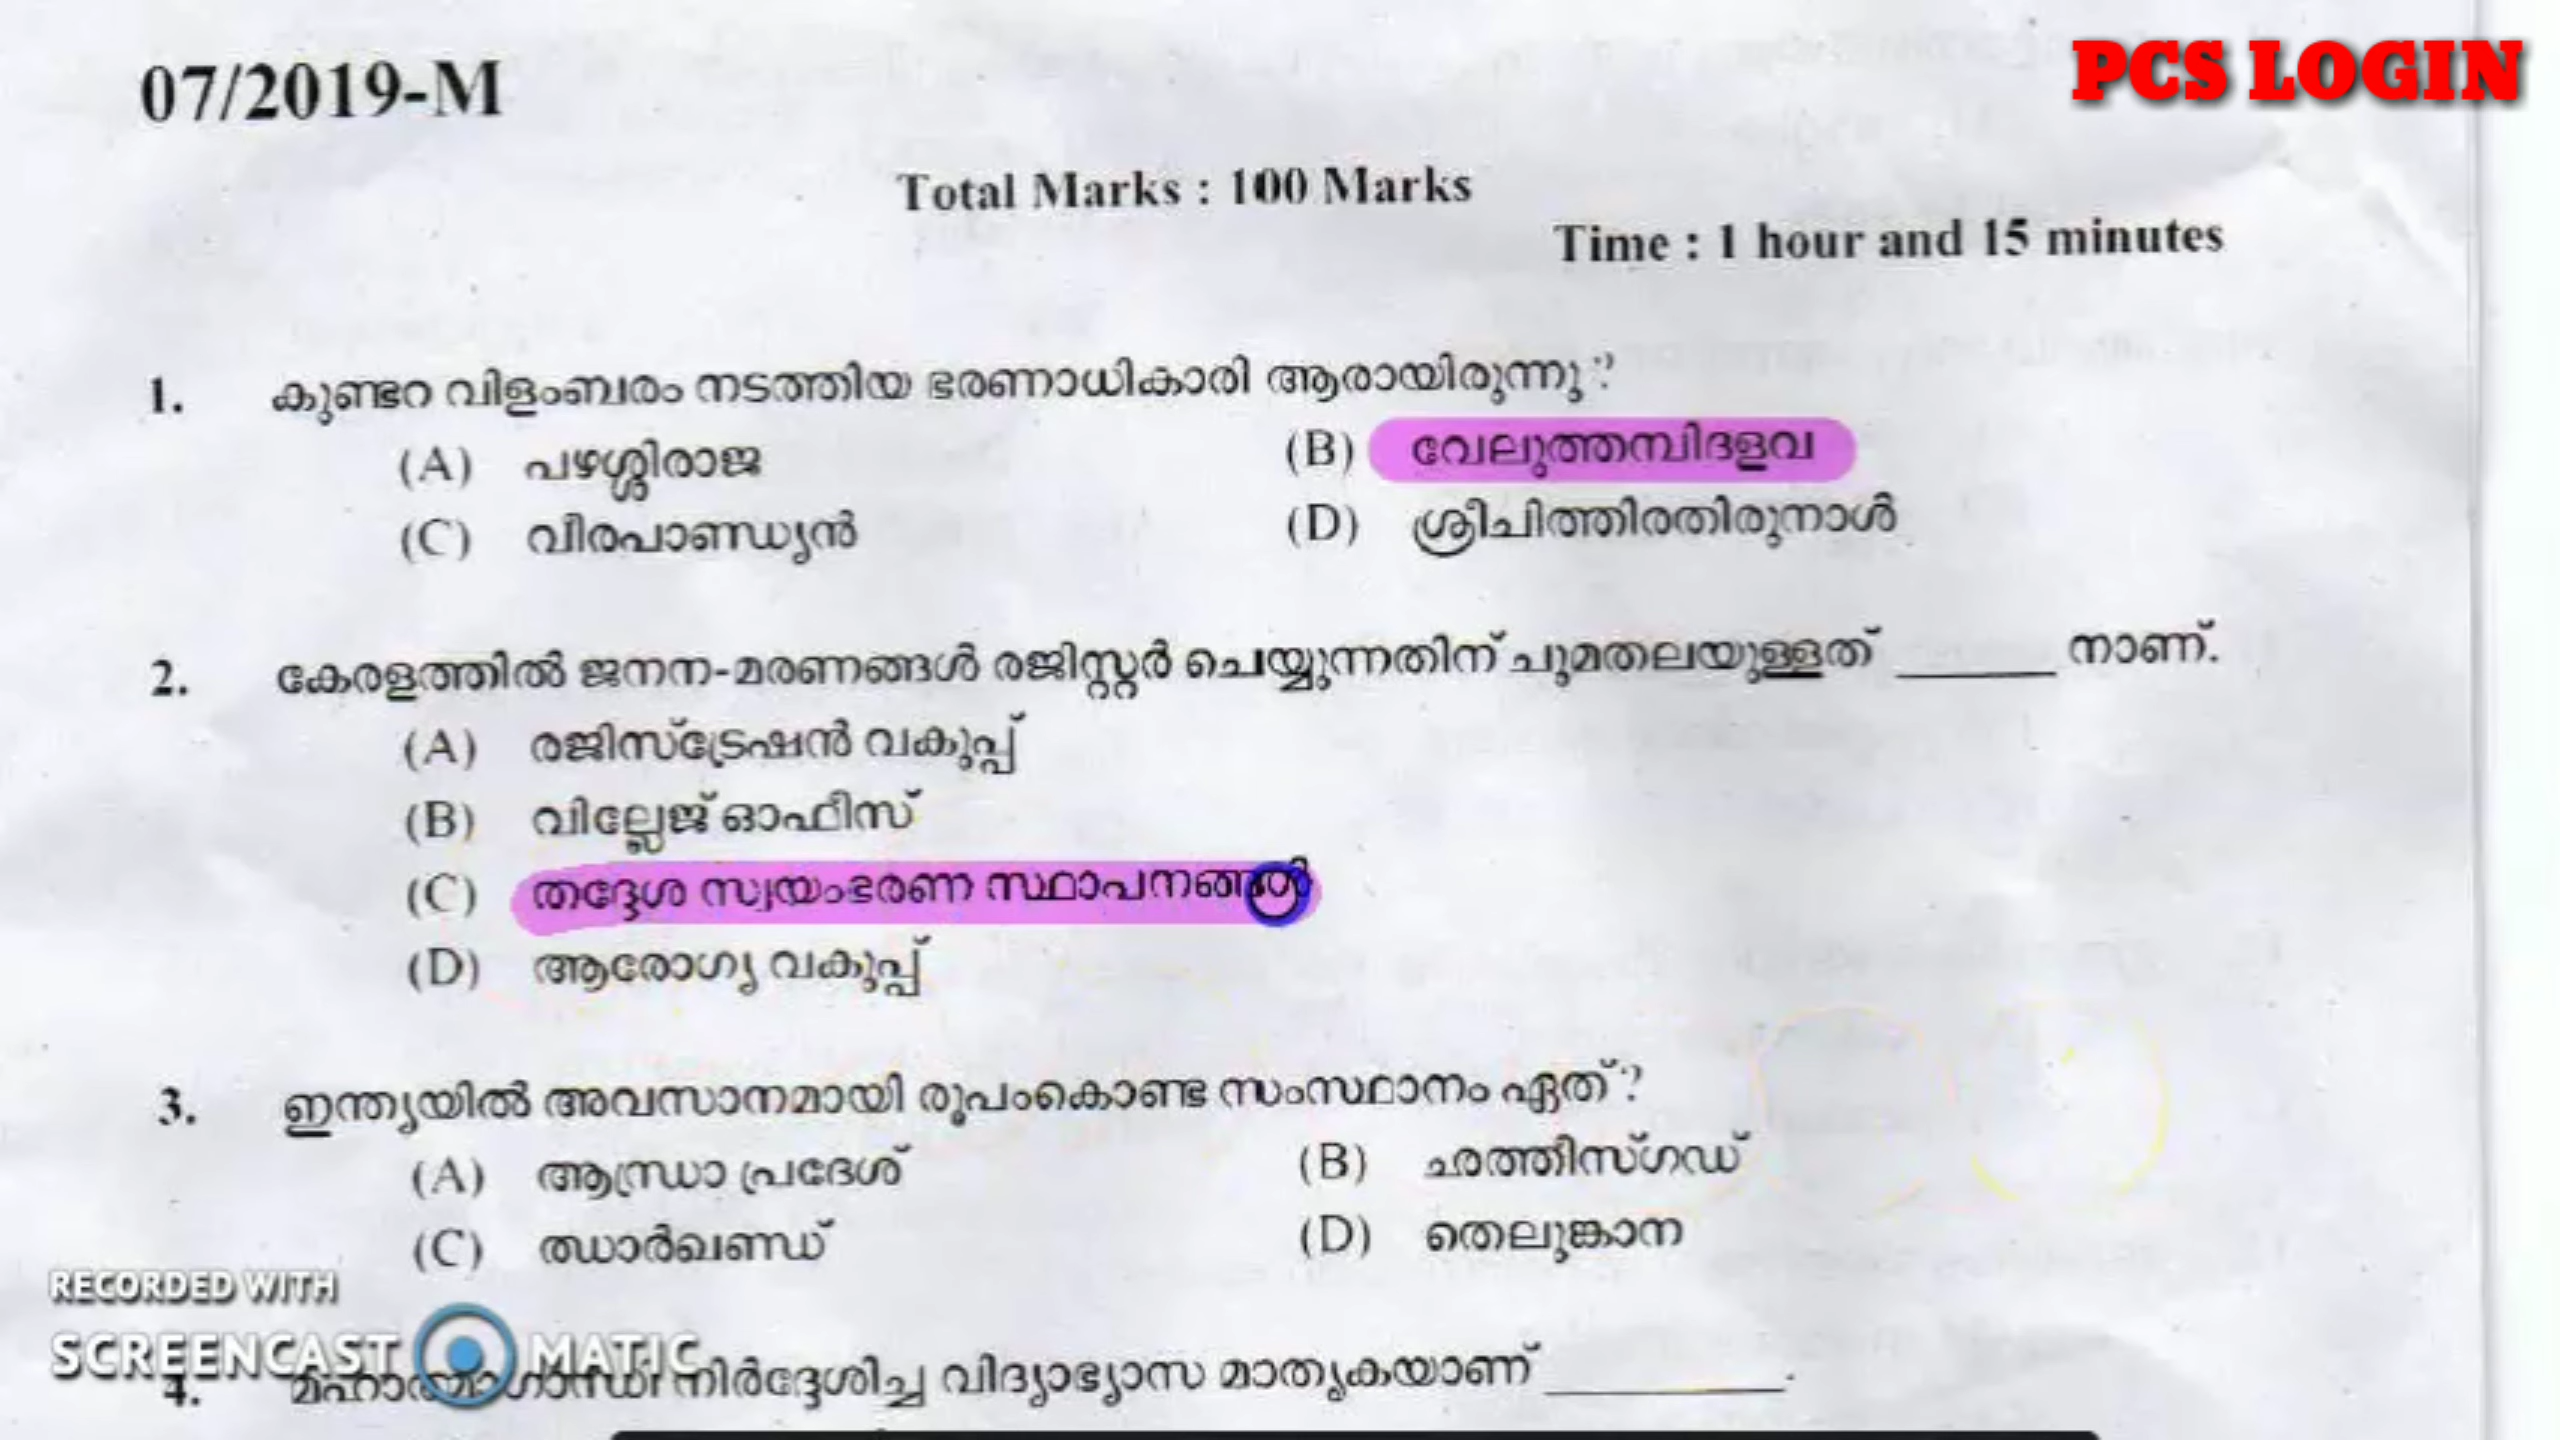 07/2019-M
PCS LOGIN
Total Marks : 100 Marks
Time : 1 hour and 15 minutes
1. കുണ്ടറ വിളംബരം നടത്തിയ ഭരണാധികാരി ആരായിരുന്നു ?
(A) പഴശ്ശിരാജ (B) വേലുത്തമ്പിദളവ
(C) വീരപാണ്ഡ്യൻ (D) ശ്രീചിത്തിരതിരുനാൾ
2. കേരളത്തിൽ ജനന-മരണങ്ങൾ രജിസ്റ്റർ ചെയ്യുന്നതിന് ചുമതലയുള്ളത് ______ നാണ്.
(A) രജിസ്ട്രേഷൻ വകുപ്പ്
(B) വില്ലേജ് ഓഫീസ്
(C) തദ്ദേശ സ്വയംഭരണ സ്ഥാപനങ്ങൾ
(D) ആരോഗ്യ വകുപ്പ്
3. ഇന്ത്യയിൽ അവസാനമായി രൂപംകൊണ്ട സംസ്ഥാനം ഏത് ?
(A) ആന്ധ്രാ പ്രദേശ് (B) ഛത്തീസ്ഗഡ്
(C) ഝാർഖണ്ഡ് (D) തെലുങ്കാന
RECORDED WITH
SCREENCAST MATIC
4. മഹാത്മാഗാന്ധി നിർദ്ദേശിച്ച വിദ്യാഭ്യാസ മാതൃകയാണ് ________.